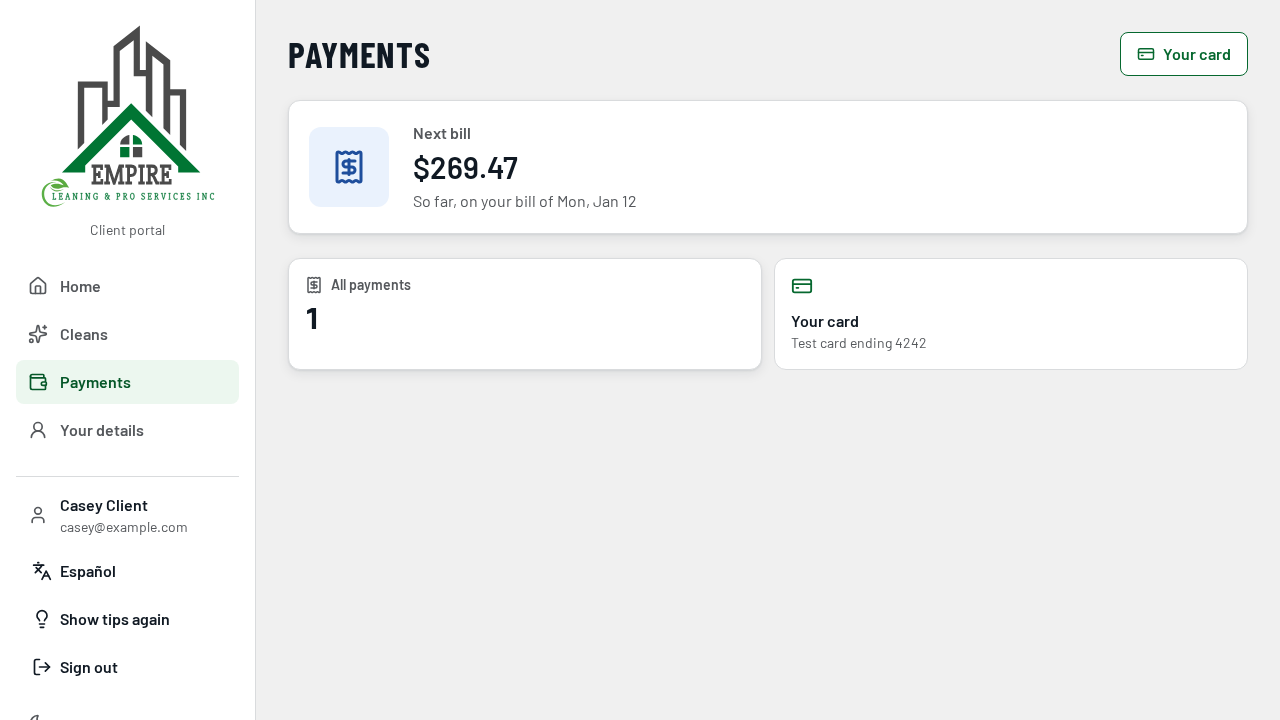 EMPIRE
LEANING & PRO SERVICES INC
Client portal
Home
Cleans
Payments
Your details
Casey Client
casey@example.com
Español
Show tips again
Sign out
PAYMENTS
Your card
Next bill
$269.47
So far, on your bill of Mon, Jan 12
All payments
1
Your card
Test card ending 4242